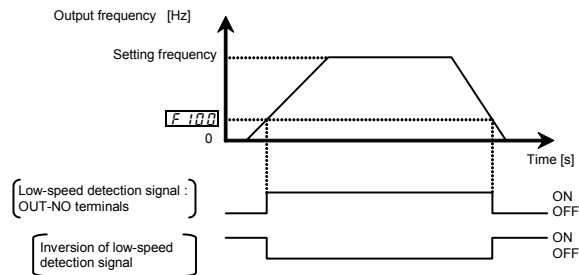 Output frequency [Hz]
Setting frequency
F 100
0
Time [s]
Low-speed detection signal :
OUT-NO terminals
ON
OFF
Inversion of low-speed
detection signal
ON
OFF